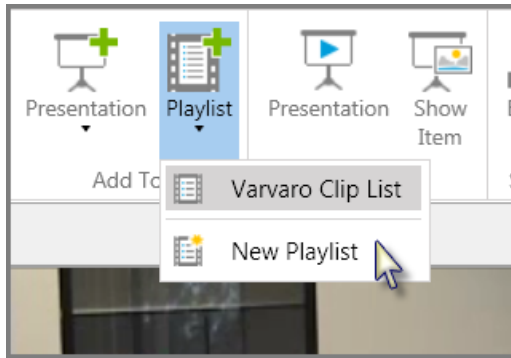 Presentation
Playlist
Presentation
Show
Item
Add To
Varvaro Clip List
New Playlist